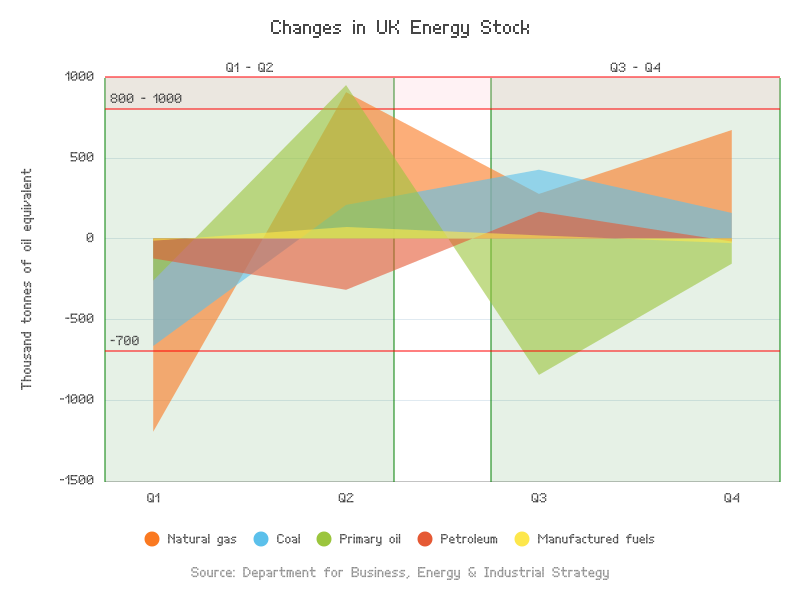 Changes in UK Energy Stock
Q1 - Q2
Q3 - Q4
1000
800 - 1000
500
0
-500
-700
-1000
-1500
Thousand tonnes of oil equivalent
Q1
Q2
Q3
Q4
Natural gas
Coal
Primary oil
Petroleum
Manufactured fuels
Source: Department for Business, Energy & Industrial Strategy